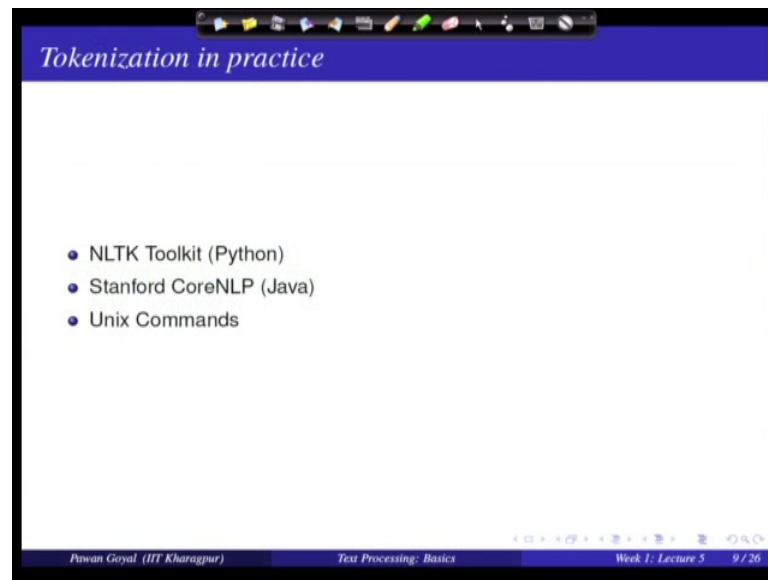 Tokenization in practice
NLTK Toolkit (Python)
Stanford CoreNLP (Java)
Unix Commands
Pawan Goyal (IIT Kharagpur) Text Processing: Basics Week 1: Lecture 5 9 / 26